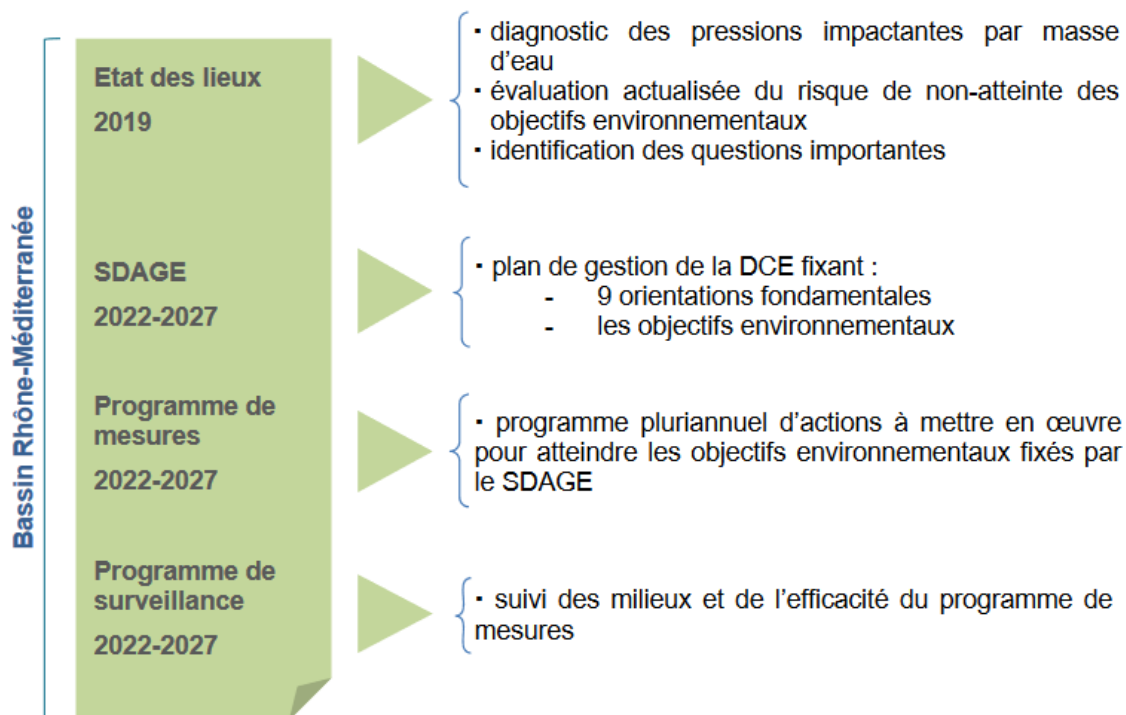 Bassin Rhône-Méditerranée
Etat des lieux
2019
▪ diagnostic des pressions impactantes par masse
d'eau
▪ évaluation actualisée du risque de non-atteinte des
objectifs environnementaux
▪ identification des questions importantes
SDAGE
2022-2027
▪ plan de gestion de la DCE fixant :
- 9 orientations fondamentales
- les objectifs environnementaux
Programme de
mesures
2022-2027
▪ programme pluriannuel d'actions à mettre en œuvre
pour atteindre les objectifs environnementaux fixés par
le SDAGE
Programme de
surveillance
2022-2027
▪ suivi des milieux et de l'efficacité du programme de
mesures